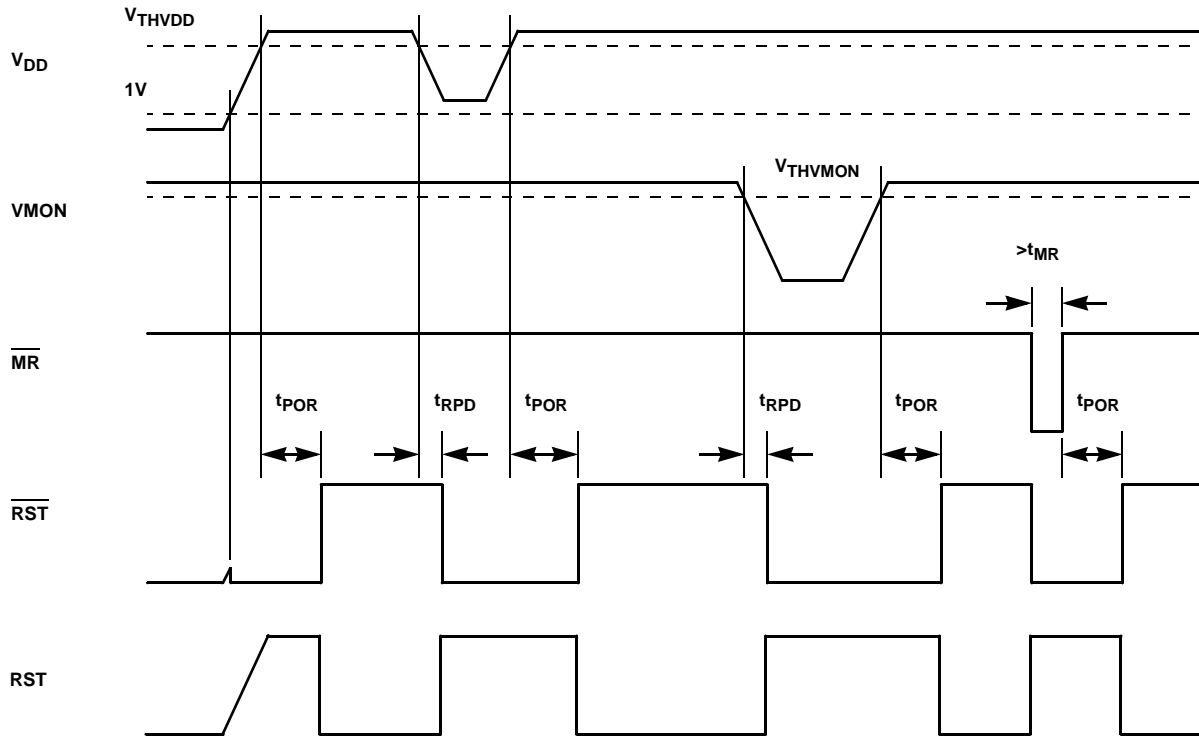 VTHVDD
VDD
1V
VTHVMON
VMON
>tMR
MR
tPOR tRPD tPOR tRPD tPOR tPOR
RST
RST